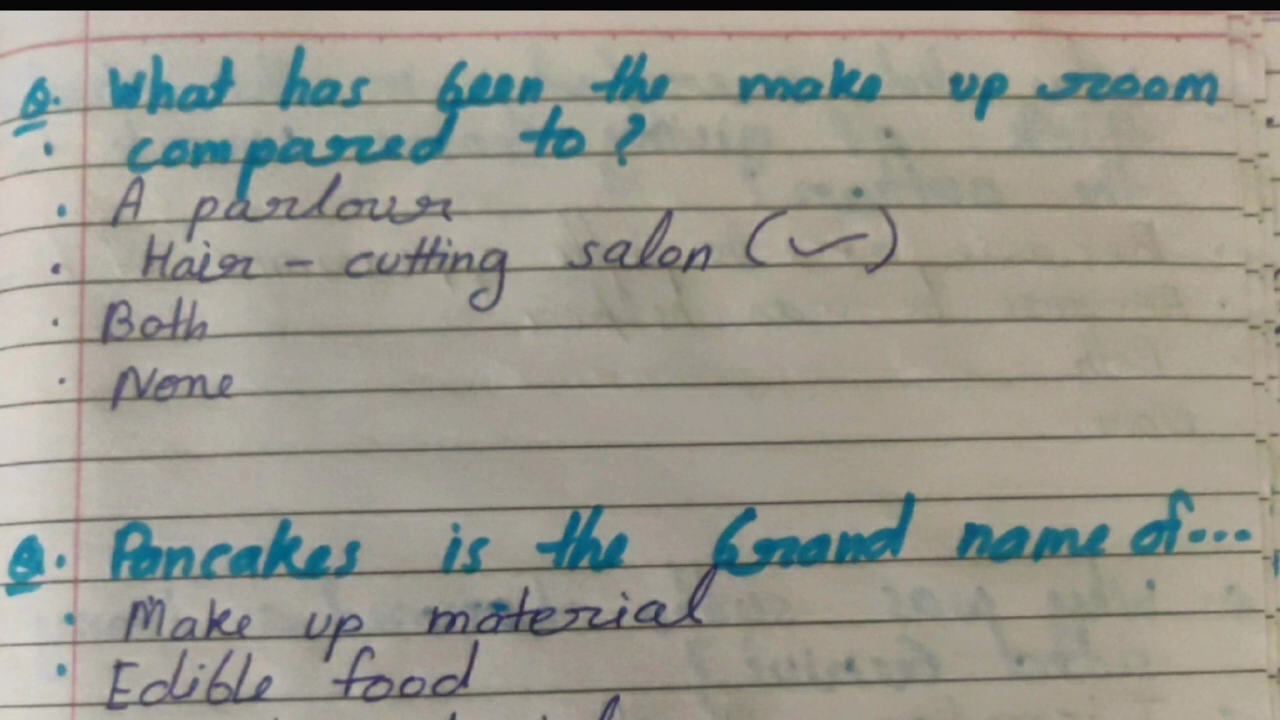 Q. What has been the make up room
compared to?
· A parlour
· Hair - cutting salon (✓)
· Both
· None
Q. Pancakes is the brand name of...
· Make up material
· Edible food